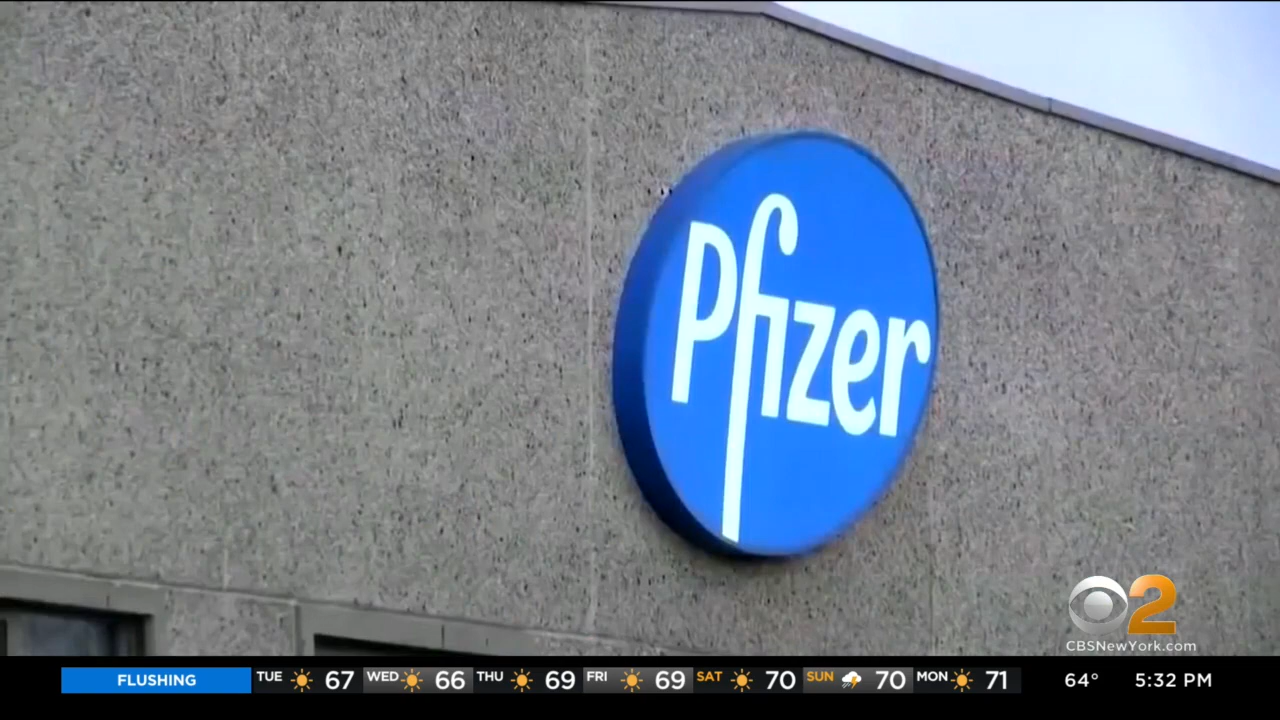 Pfizer
2
CBSNewYork.com
FLUSHING TUE 67 WED 66 THU 69 FRI 69 SAT 70 SUN 70 MON 71 64° 5:32 PM